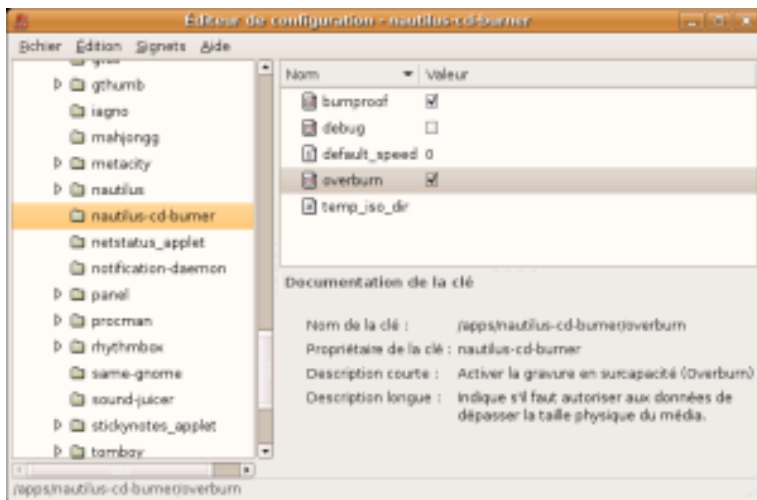 Éditeur de configuration - nautilus-cd-burner
Fichier Édition Signets Aide
gthumb
iagno
mahjongg
metacity
nautilus
nautilus-cd-burner
netstatus_applet
notification-daemon
panel
procman
rhythmbox
same-gnome
sound-juicer
stickynotes_applet
tomboy
Nom Valeur
burnproof
debug
default_speed 0
overburn
temp_iso_dir
Documentation de la clé
Nom de la clé : /apps/nautilus-cd-burner/overburn
Propriétaire de la clé : nautilus-cd-burner
Description courte : Activer la gravure en surcapacité (Overburn)
Description longue : Indique s'il faut autoriser aux données de
dépasser la taille physique du média.
/apps/nautilus-cd-burner/overburn